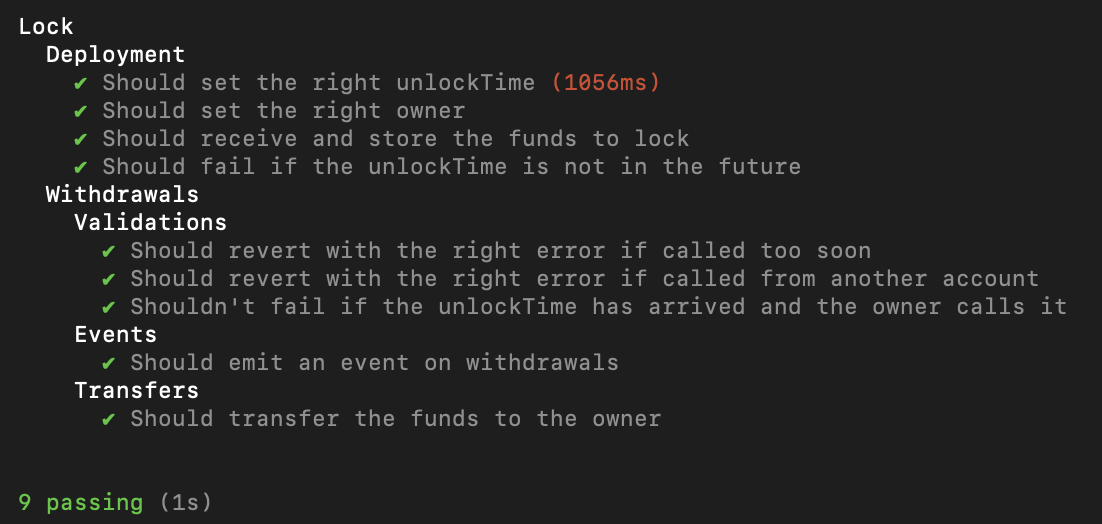 Lock
Deployment
✔ Should set the right unlockTime (1056ms)
✔ Should set the right owner
✔ Should receive and store the funds to lock
✔ Should fail if the unlockTime is not in the future
Withdrawals
Validations
✔ Should revert with the right error if called too soon
✔ Should revert with the right error if called from another account
✔ Shouldn't fail if the unlockTime has arrived and the owner calls it
Events
✔ Should emit an event on withdrawals
Transfers
✔ Should transfer the funds to the owner
9 passing (1s)